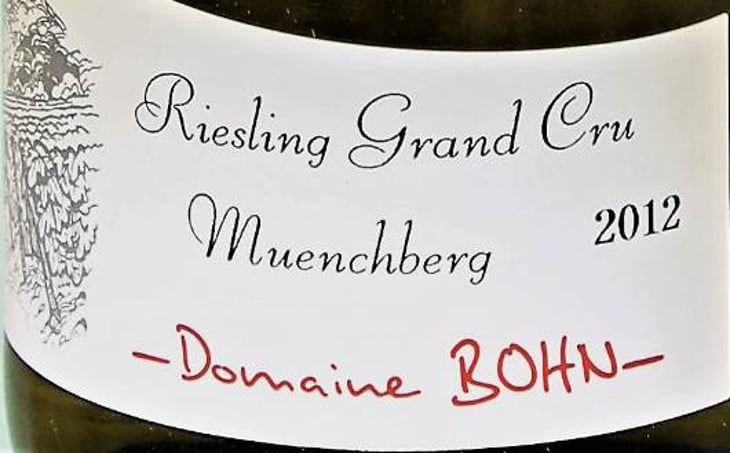 Riesling Grand Cru
Muenchberg 2012
-Domaine BOHN-